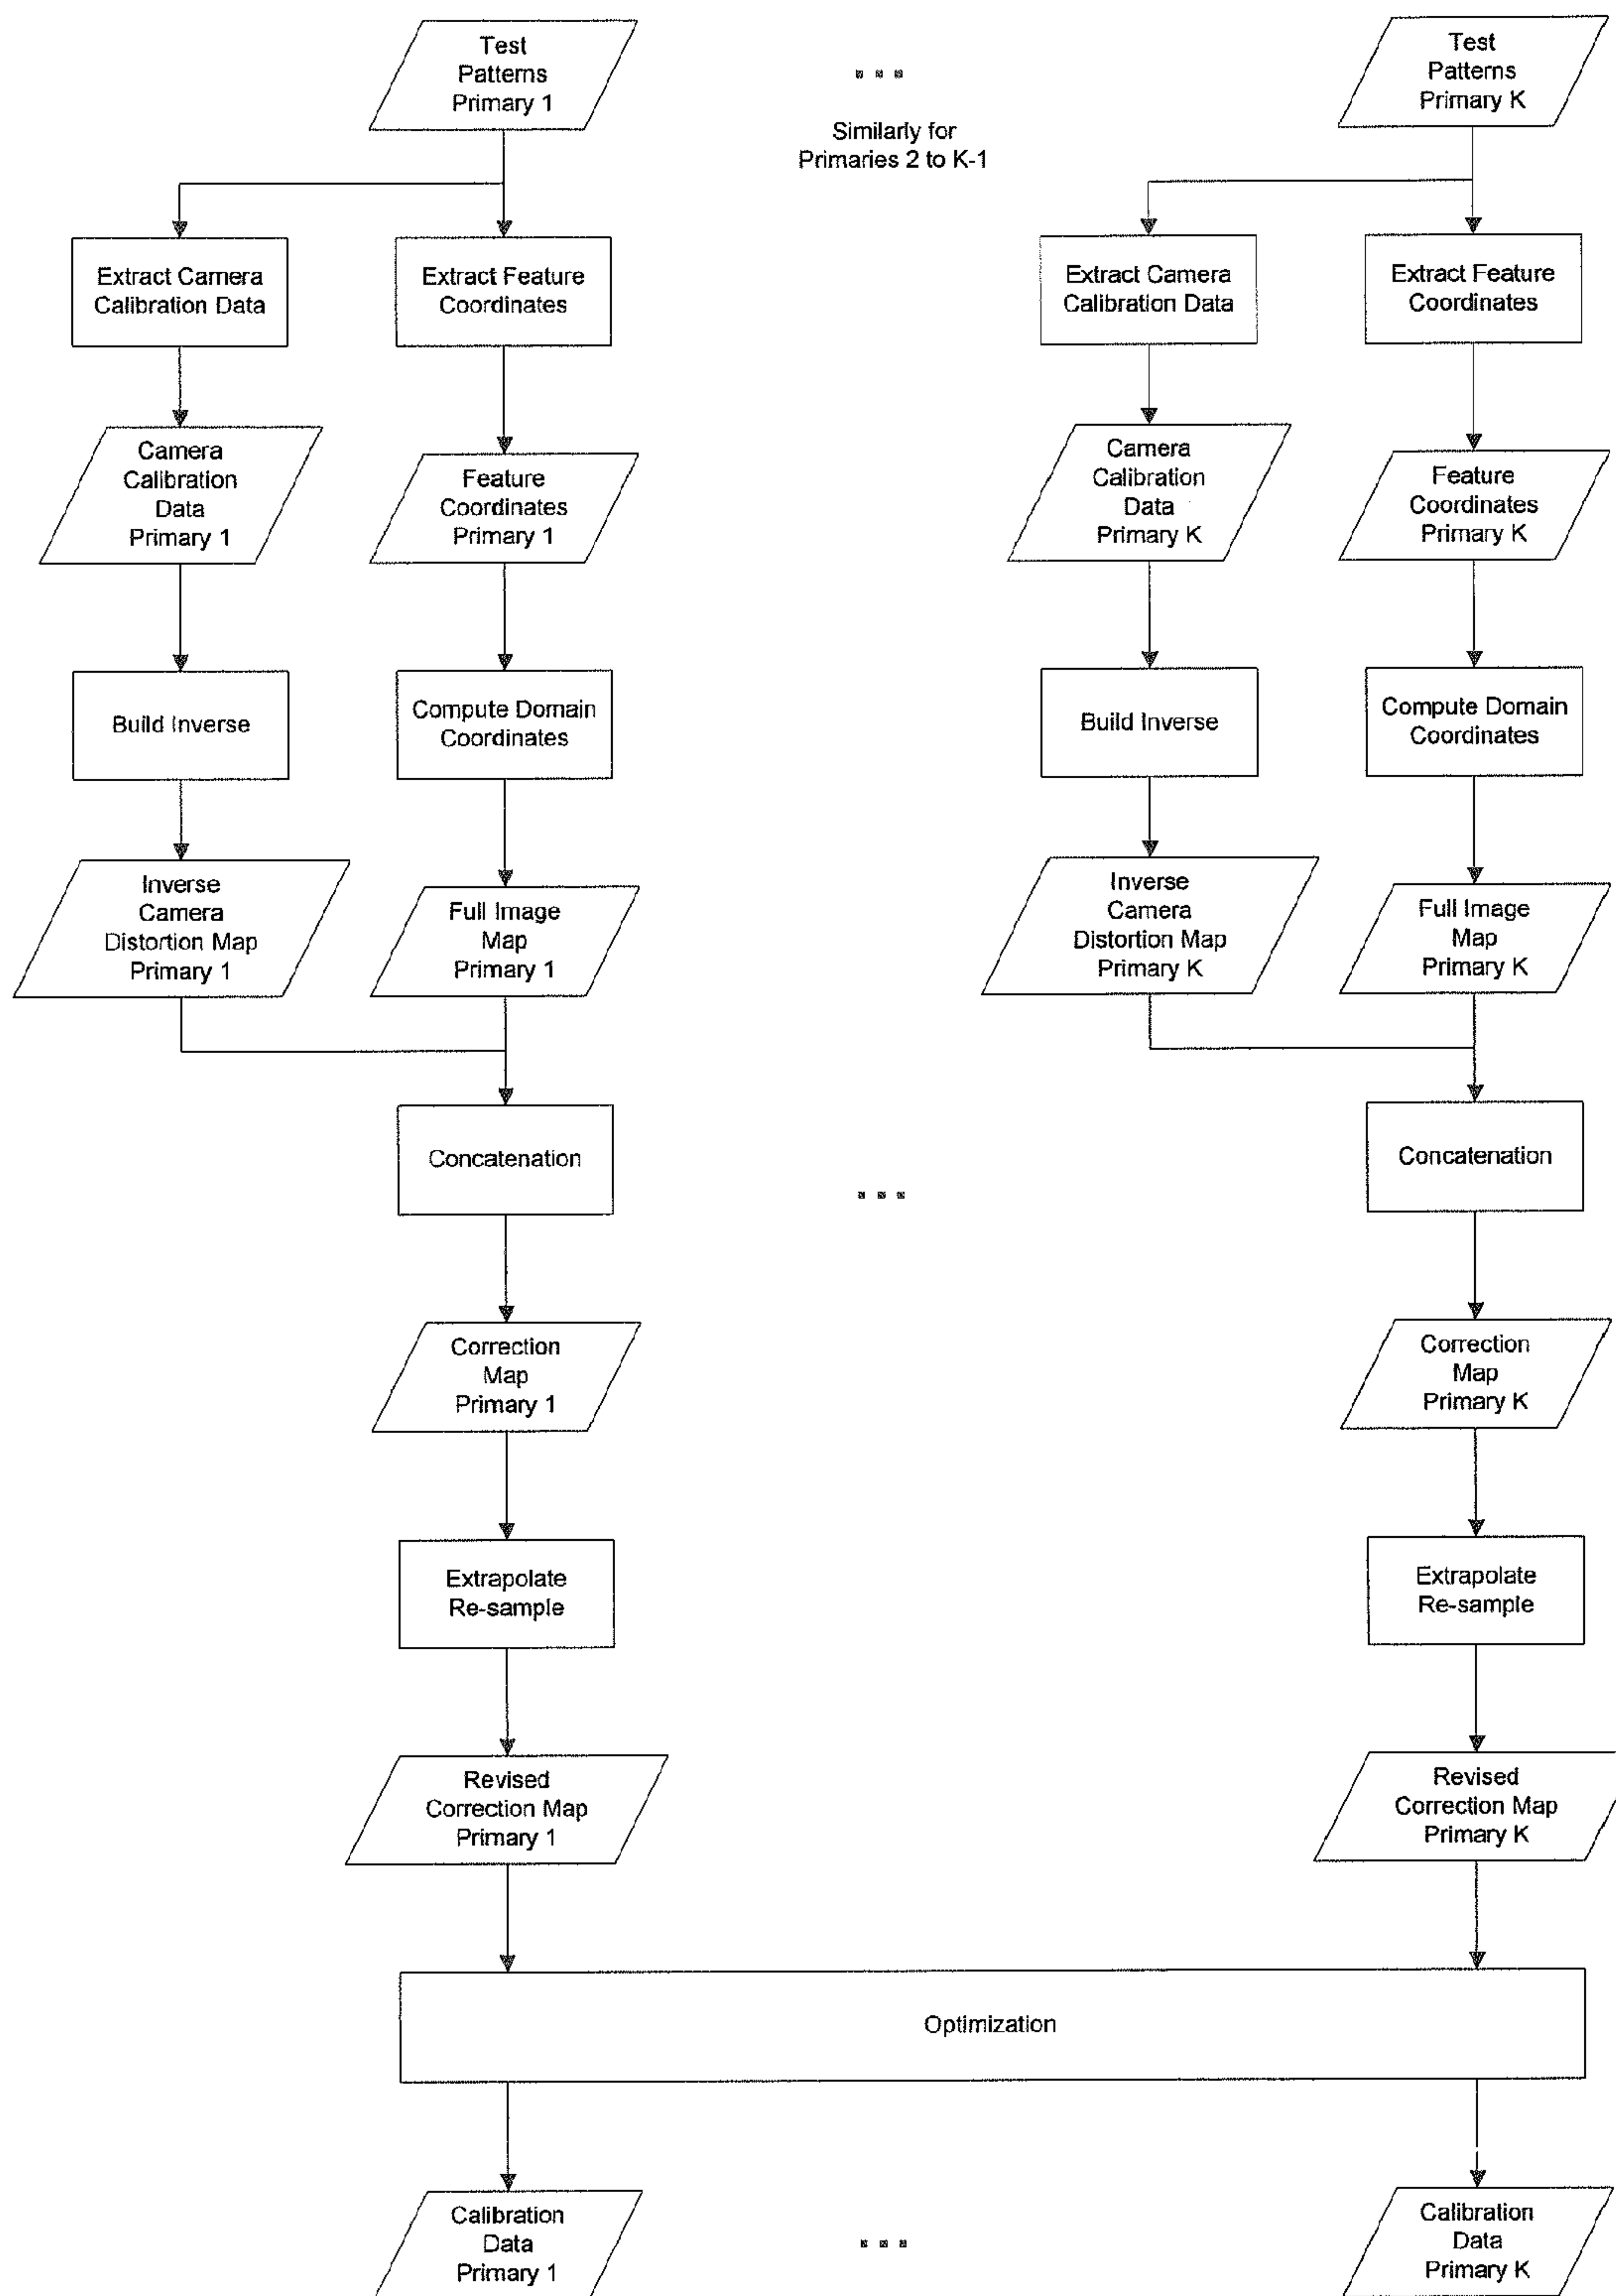 Test
Patterns
Primary 1
Similarly for
Primaries 2 to K-1
Test
Patterns
Primary K
Extract Camera
Calibration Data
Extract Feature
Coordinates
Extract Camera
Calibration Data
Extract Feature
Coordinates
Camera
Calibration
Data
Primary 1
Feature
Coordinates
Primary 1
Camera
Calibration
Data
Primary K
Feature
Coordinates
Primary K
Build Inverse
Compute Domain
Coordinates
Build Inverse
Compute Domain
Coordinates
Inverse
Camera
Distortion Map
Primary 1
Full Image
Map
Primary 1
Inverse
Camera
Distortion Map
Primary K
Full Image
Map
Primary K
Concatenation
Concatenation
Correction
Map
Primary 1
Correction
Map
Primary K
Extrapolate
Re-sample
Extrapolate
Re-sample
Revised
Correction Map
Primary 1
Revised
Correction Map
Primary K
Optimization
Calibration
Data
Primary 1
Calibration
Data
Primary K